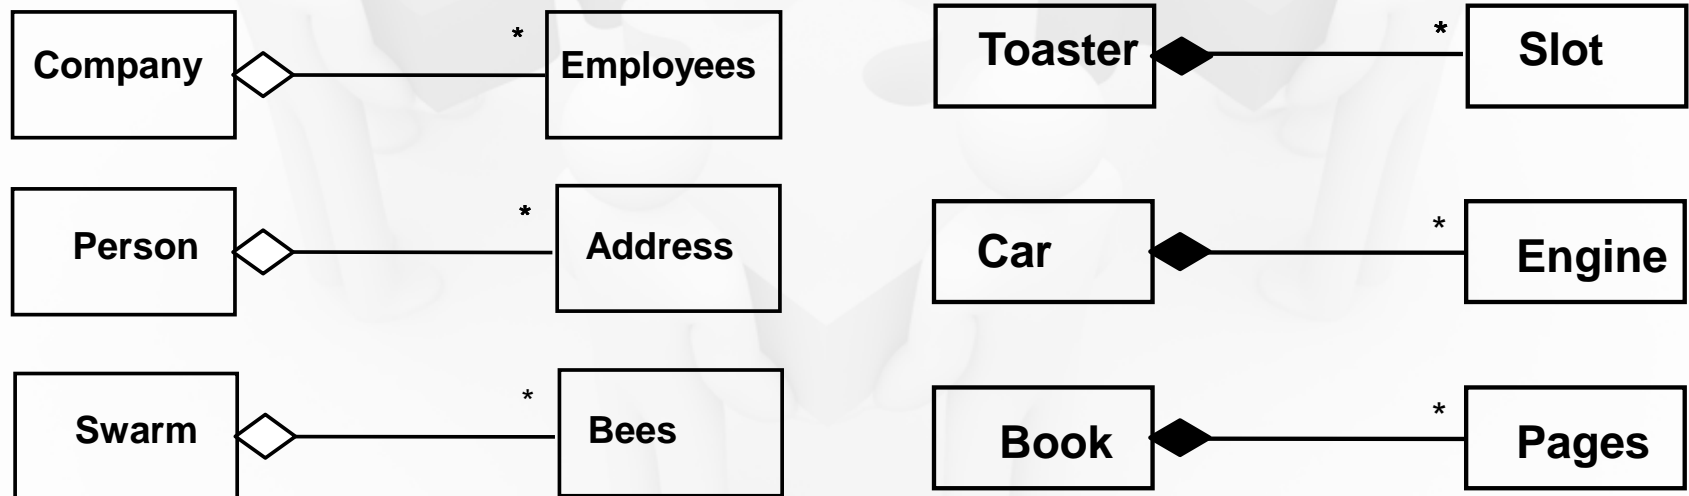 Company * Employees
Person * Address
Swarm * Bees
Toaster * Slot
Car * Engine
Book * Pages